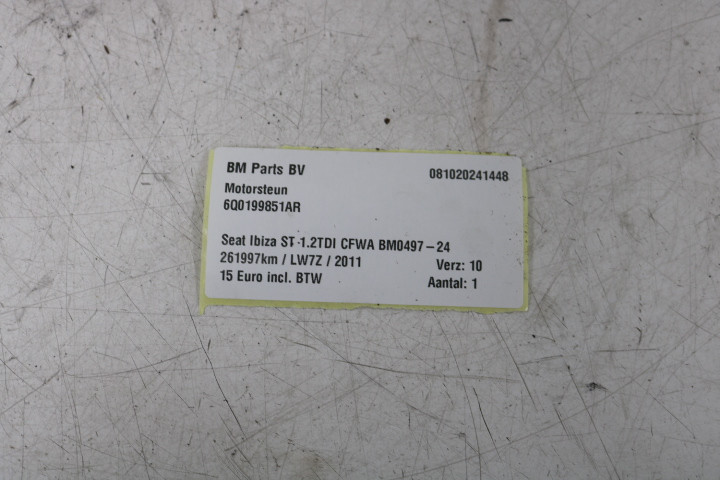 BM Parts BV 081020241448
Motorsteun
6Q0199851AR
Seat Ibiza ST 1.2TDI CFWA BM0497-24
261997km / LW7Z / 2011 Verz: 10
15 Euro incl. BTW Aantal: 1